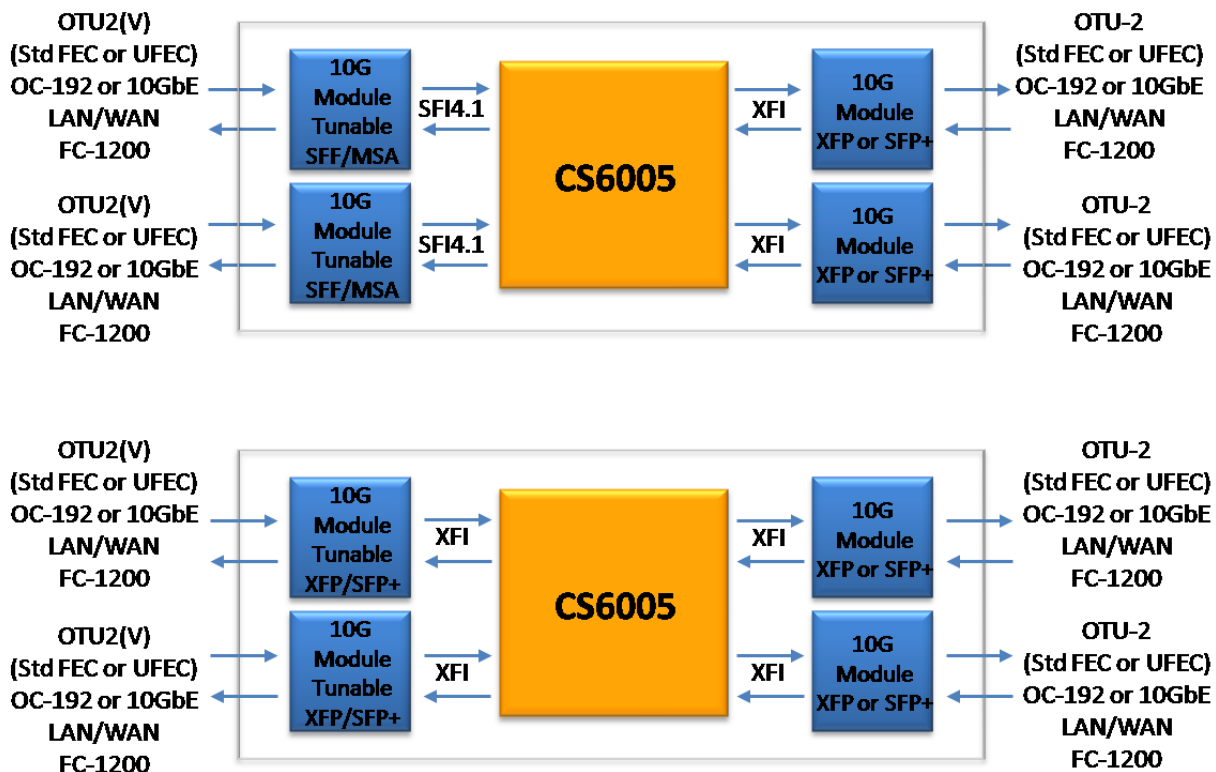 OTU2(V)
(Std FEC or UFEC)
OC-192 or 10GbE
LAN/WAN
FC-1200
10G
Module
Tunable
SFF/MSA
SFI4.1
CS6005
XFI
10G
Module
XFP or SFP+
OTU-2
(Std FEC or UFEC)
OC-192 or 10GbE
LAN/WAN
FC-1200
OTU2(V)
(Std FEC or UFEC)
OC-192 or 10GbE
LAN/WAN
FC-1200
10G
Module
Tunable
SFF/MSA
SFI4.1
XFI
10G
Module
XFP or SFP+
OTU-2
(Std FEC or UFEC)
OC-192 or 10GbE
LAN/WAN
FC-1200
OTU2(V)
(Std FEC or UFEC)
OC-192 or 10GbE
LAN/WAN
FC-1200
10G
Module
Tunable
XFP/SFP+
XFI
CS6005
XFI
10G
Module
XFP or SFP+
OTU-2
(Std FEC or UFEC)
OC-192 or 10GbE
LAN/WAN
FC-1200
OTU2(V)
(Std FEC or UFEC)
OC-192 or 10GbE
LAN/WAN
FC-1200
10G
Module
Tunable
XFP/SFP+
XFI
XFI
10G
Module
XFP or SFP+
OTU-2
(Std FEC or UFEC)
OC-192 or 10GbE
LAN/WAN
FC-1200